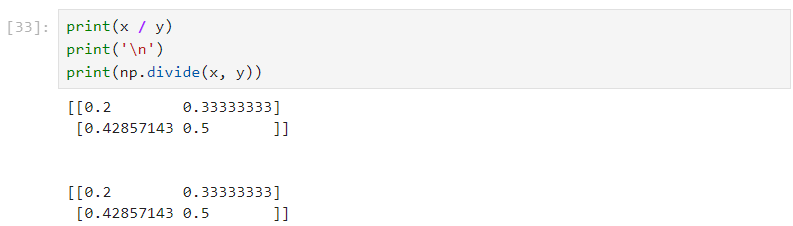 [33]: print(x / y)
print('\n')
print(np.divide(x, y))
[[0.2        0.33333333]
 [0.42857143 0.5       ]]
[[0.2        0.33333333]
 [0.42857143 0.5       ]]